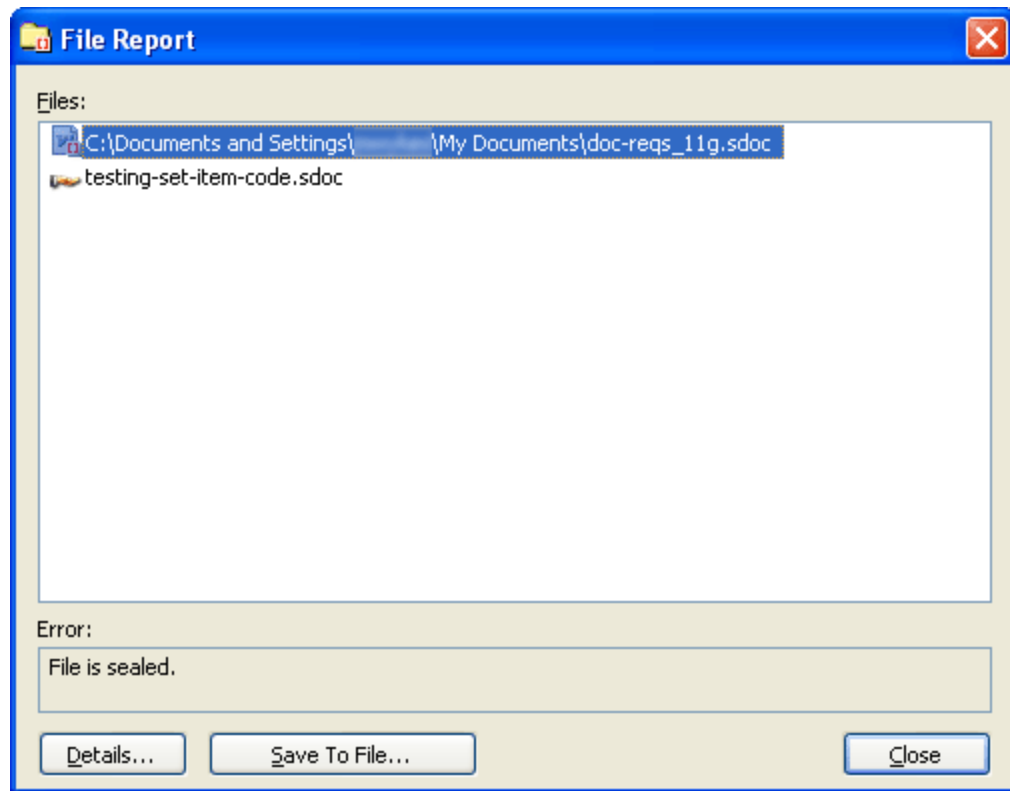 File Report
Files:
C:\Documents and Settings\ \My Documents\doc-reqs_11g.sdoc
testing-set-item-code.sdoc
Error:
File is sealed.
Details...
Save To File...
Close